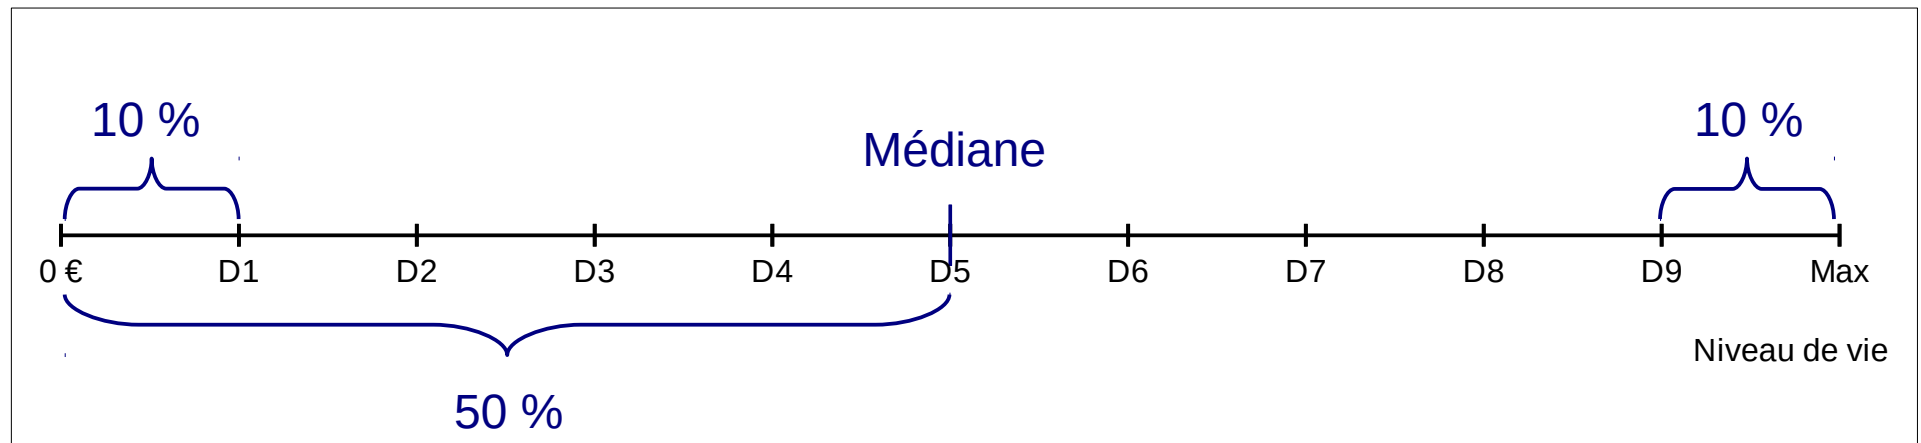 10 %
10 %
Médiane
0 € D1 D2 D3 D4 D5 D6 D7 D8 D9 Max
Niveau de vie
50 %